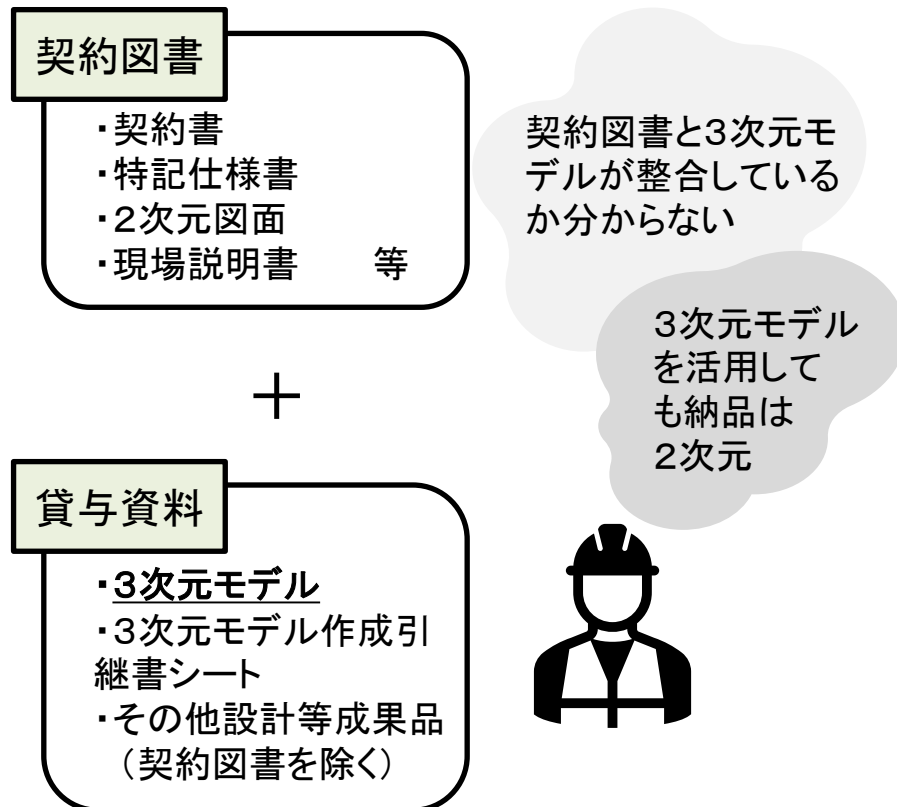 契約図書
・契約書
・特記仕様書
・２次元図面
・現場説明書　　等
契約図書と３次元モ
デルが整合している
か分からない
３次元モデル
を活用して
も納品は
２次元
＋
貸与資料
・３次元モデル
・３次元モデル作成引
継書シート
・その他設計等成果品
（契約図書を除く）